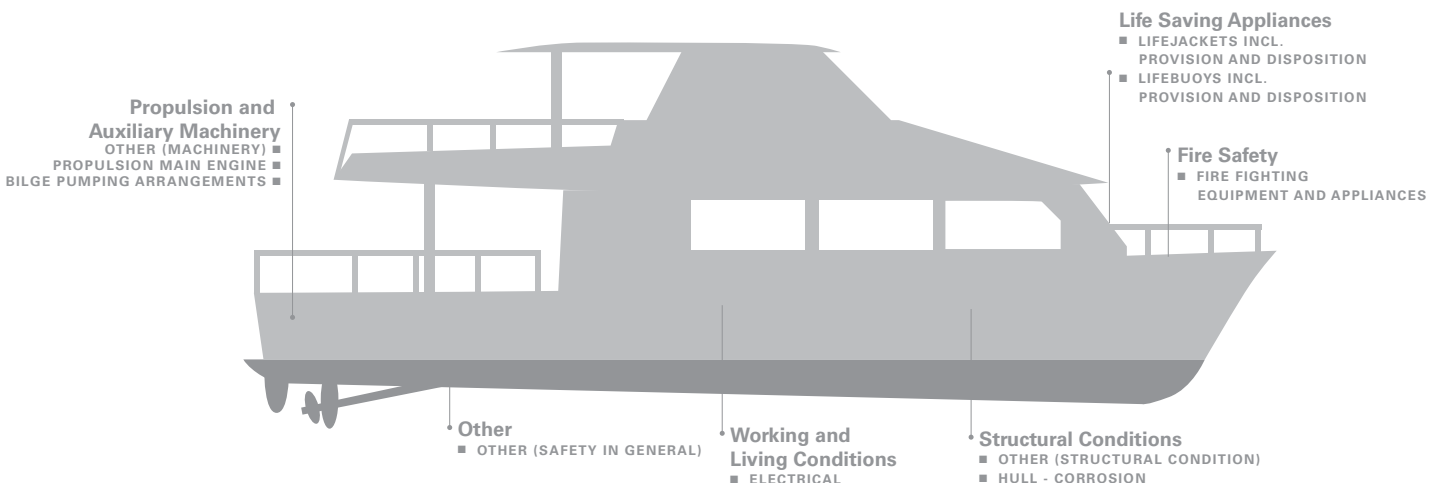 Life Saving Appliances
■ LIFEJACKETS INCL.
PROVISION AND DISPOSITION
■ LIFEBUOYS INCL.
PROVISION AND DISPOSITION
Propulsion and
Auxiliary Machinery
OTHER (MACHINERY) ■
PROPULSION MAIN ENGINE ■
BILGE PUMPING ARRANGEMENTS ■
Fire Safety
■ FIRE FIGHTING
EQUIPMENT AND APPLIANCES
Other
■ OTHER (SAFETY IN GENERAL)
Working and
Living Conditions
■ ELECTRICAL
Structural Conditions
■ OTHER (STRUCTURAL CONDITION)
■ HULL - CORROSION